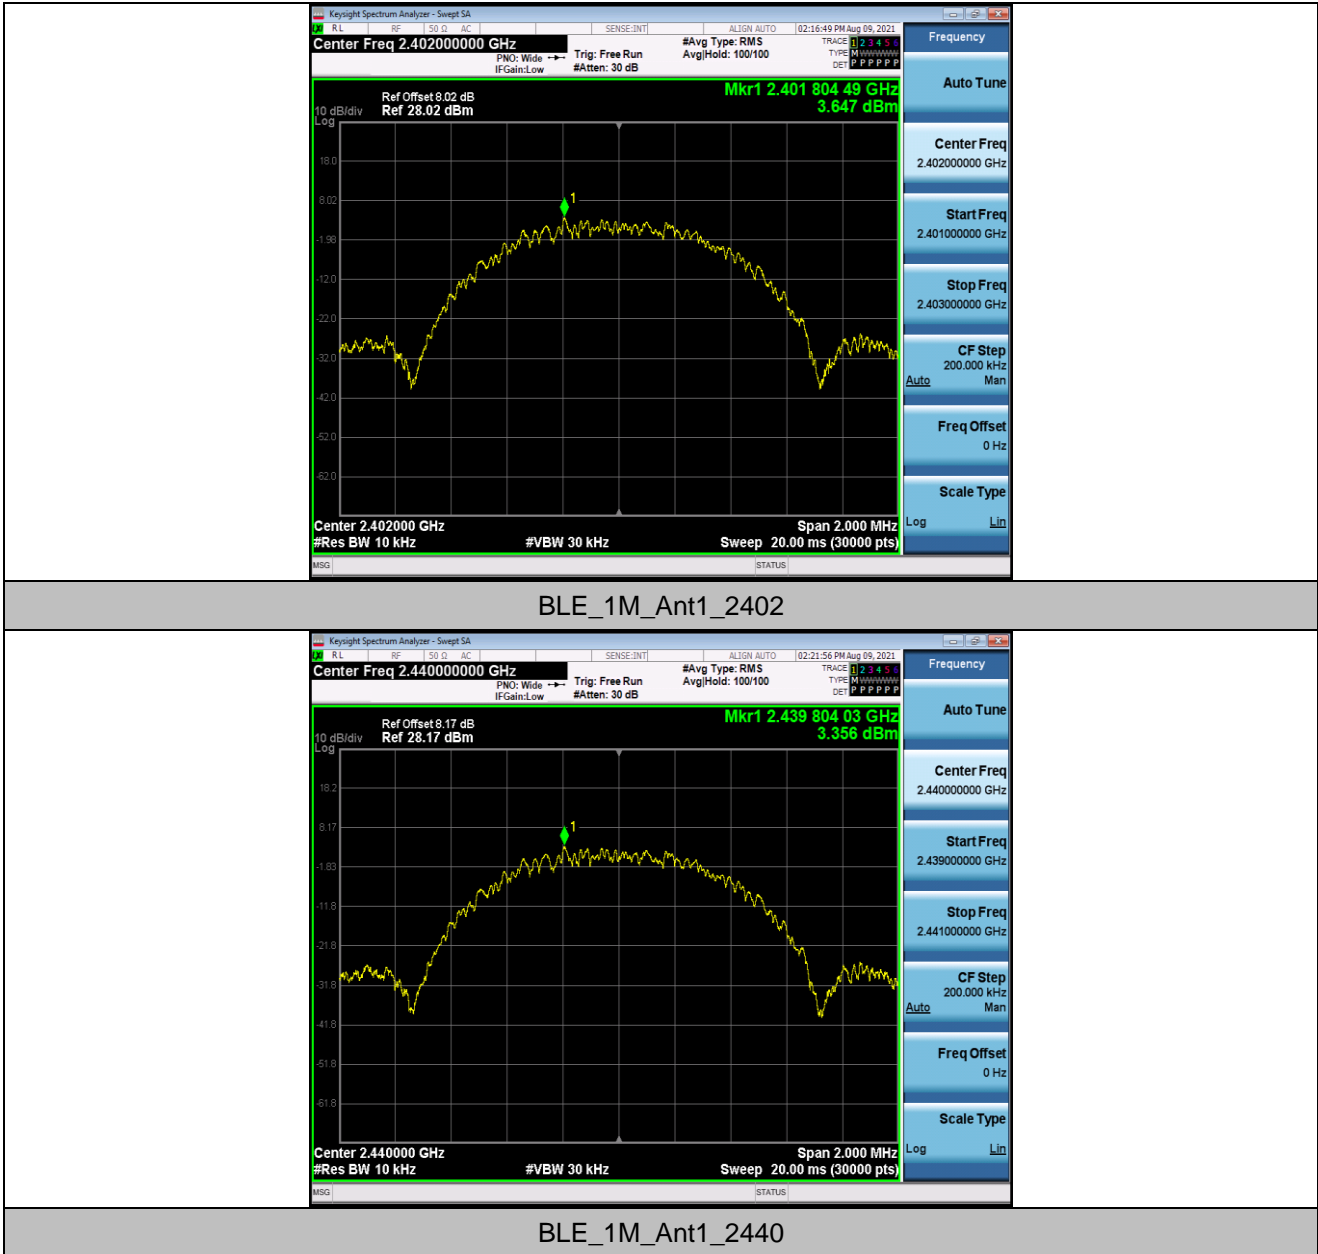 Keysight Spectrum Analyzer - Swept SA
RL RF 50 Ω AC SENSE:INT ALIGN AUTO 02:16:49 PM Aug 09, 2021
Center Freq 2.402000000 GHz
PNO: Wide
IFGain:Low
Trig: Free Run
#Atten: 30 dB
#Avg Type: RMS
Avg|Hold: 100/100
TRACE 1 2 3 4 5 6
TYPE M WWWWW
DET P P P P P P
Frequency
Mkr1 2.401 804 49 GHz
3.647 dBm
Ref Offset 8.02 dB
10 dB/div Ref 28.02 dBm
Log
18.0
8.02
-1.98
-12.0
-22.0
-32.0
-42.0
-52.0
-62.0
1
Center 2.402000 GHz Span 2.000 MHz
#Res BW 10 kHz #VBW 30 kHz Sweep 20.00 ms (30000 pts)
MSG STATUS
Auto Tune
Center Freq
2.402000000 GHz
Start Freq
2.401000000 GHz
Stop Freq
2.403000000 GHz
CF Step
200.000 kHz
Auto Man
Freq Offset
0 Hz
Scale Type
Log Lin
BLE_1M_Ant1_2402
Keysight Spectrum Analyzer - Swept SA
RL RF 50 Ω AC SENSE:INT ALIGN AUTO 02:21:56 PM Aug 09, 2021
Center Freq 2.440000000 GHz
PNO: Wide
IFGain:Low
Trig: Free Run
#Atten: 30 dB
#Avg Type: RMS
Avg|Hold: 100/100
TRACE 1 2 3 4 5 6
TYPE M WWWWW
DET P P P P P P
Frequency
Mkr1 2.439 804 03 GHz
3.356 dBm
Ref Offset 8.17 dB
10 dB/div Ref 28.17 dBm
Log
18.2
8.17
-1.83
-11.8
-21.8
-31.8
-41.8
-51.8
-61.8
1
Center 2.440000 GHz Span 2.000 MHz
#Res BW 10 kHz #VBW 30 kHz Sweep 20.00 ms (30000 pts)
MSG STATUS
Auto Tune
Center Freq
2.440000000 GHz
Start Freq
2.439000000 GHz
Stop Freq
2.441000000 GHz
CF Step
200.000 kHz
Auto Man
Freq Offset
0 Hz
Scale Type
Log Lin
BLE_1M_Ant1_2440